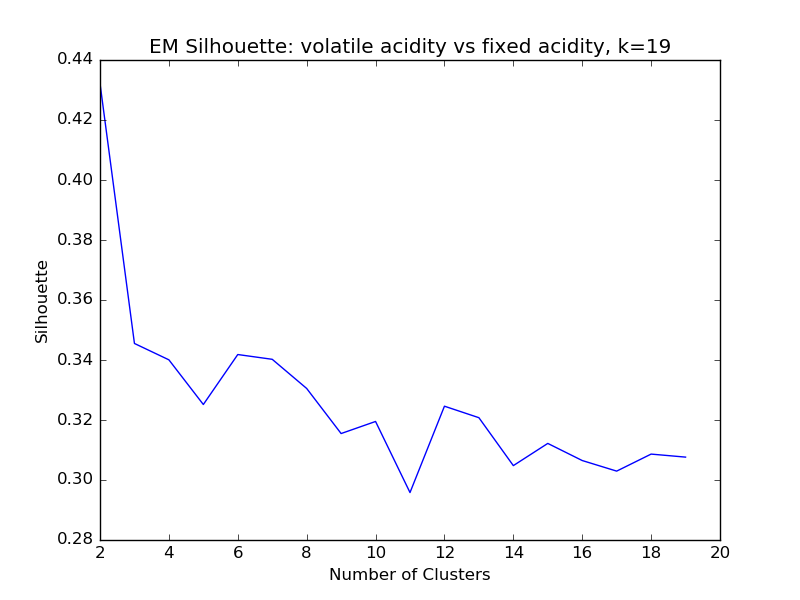 EM Silhouette: volatile acidity vs fixed acidity, k=19
0.44
0.42
0.40
0.38
0.36
0.34
0.32
0.30
0.28
Silhouette
2 4 6 8 10 12 14 16 18 20
Number of Clusters